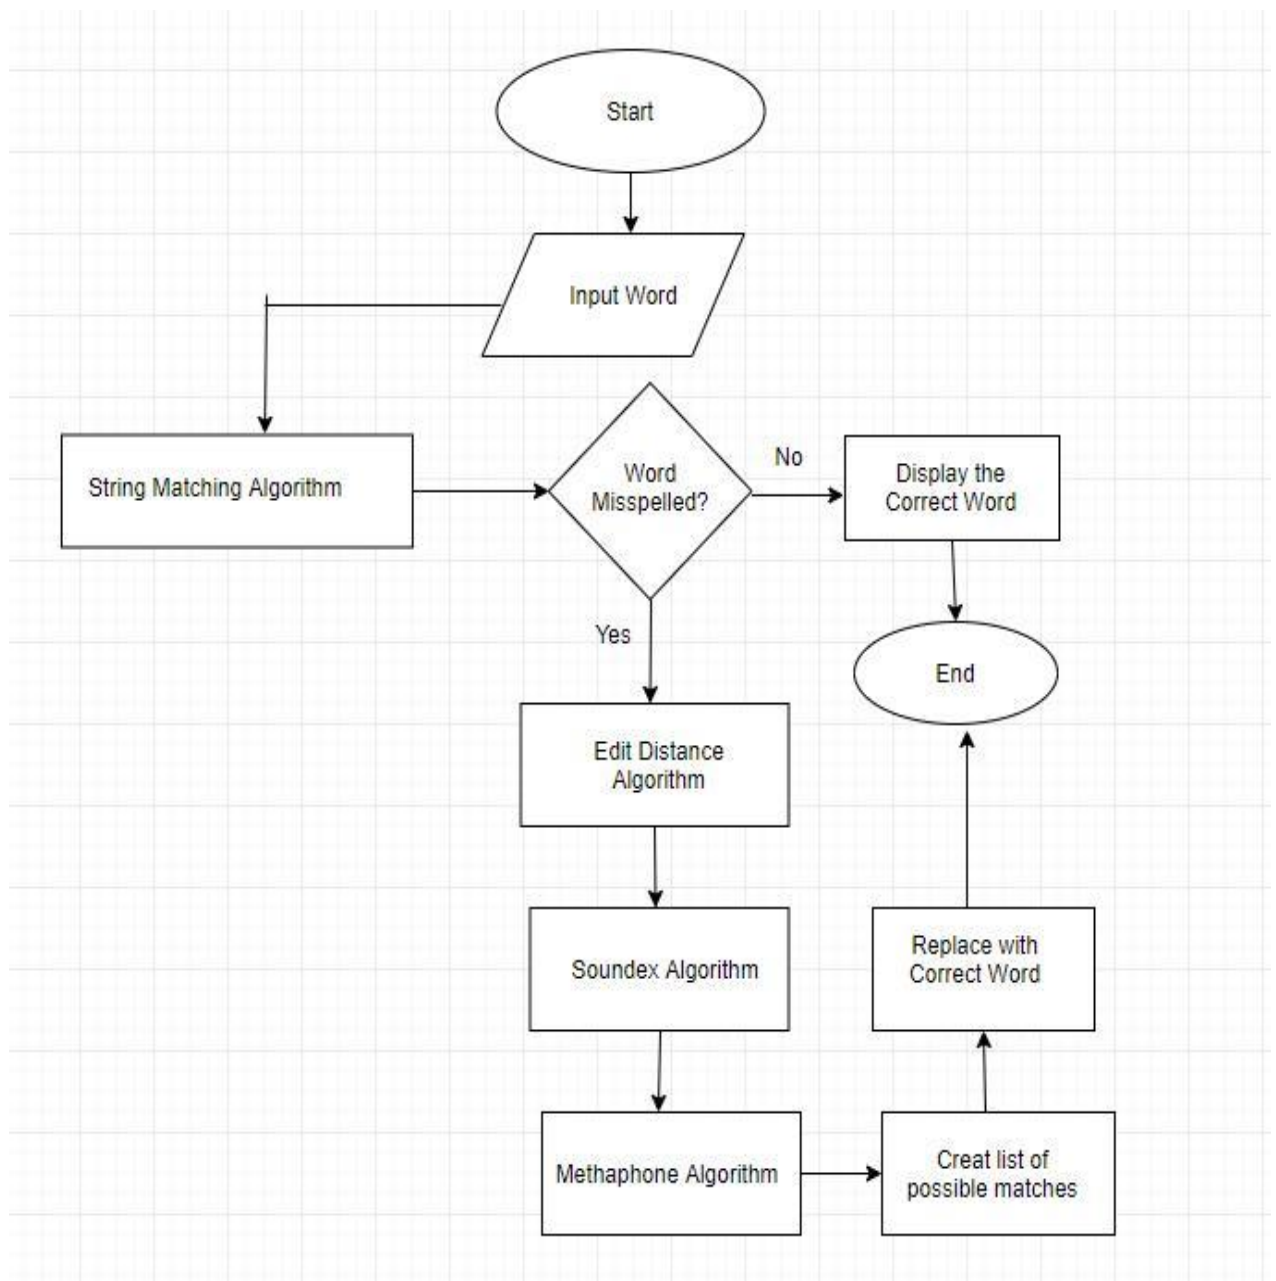 Start
Input Word
String Matching Algorithm
Word
Misspelled?
No
Display the
Correct Word
Yes
End
Edit Distance
Algorithm
Soundex Algorithm
Methaphone Algorithm
Creat list of
possible matches
Replace with
Correct Word